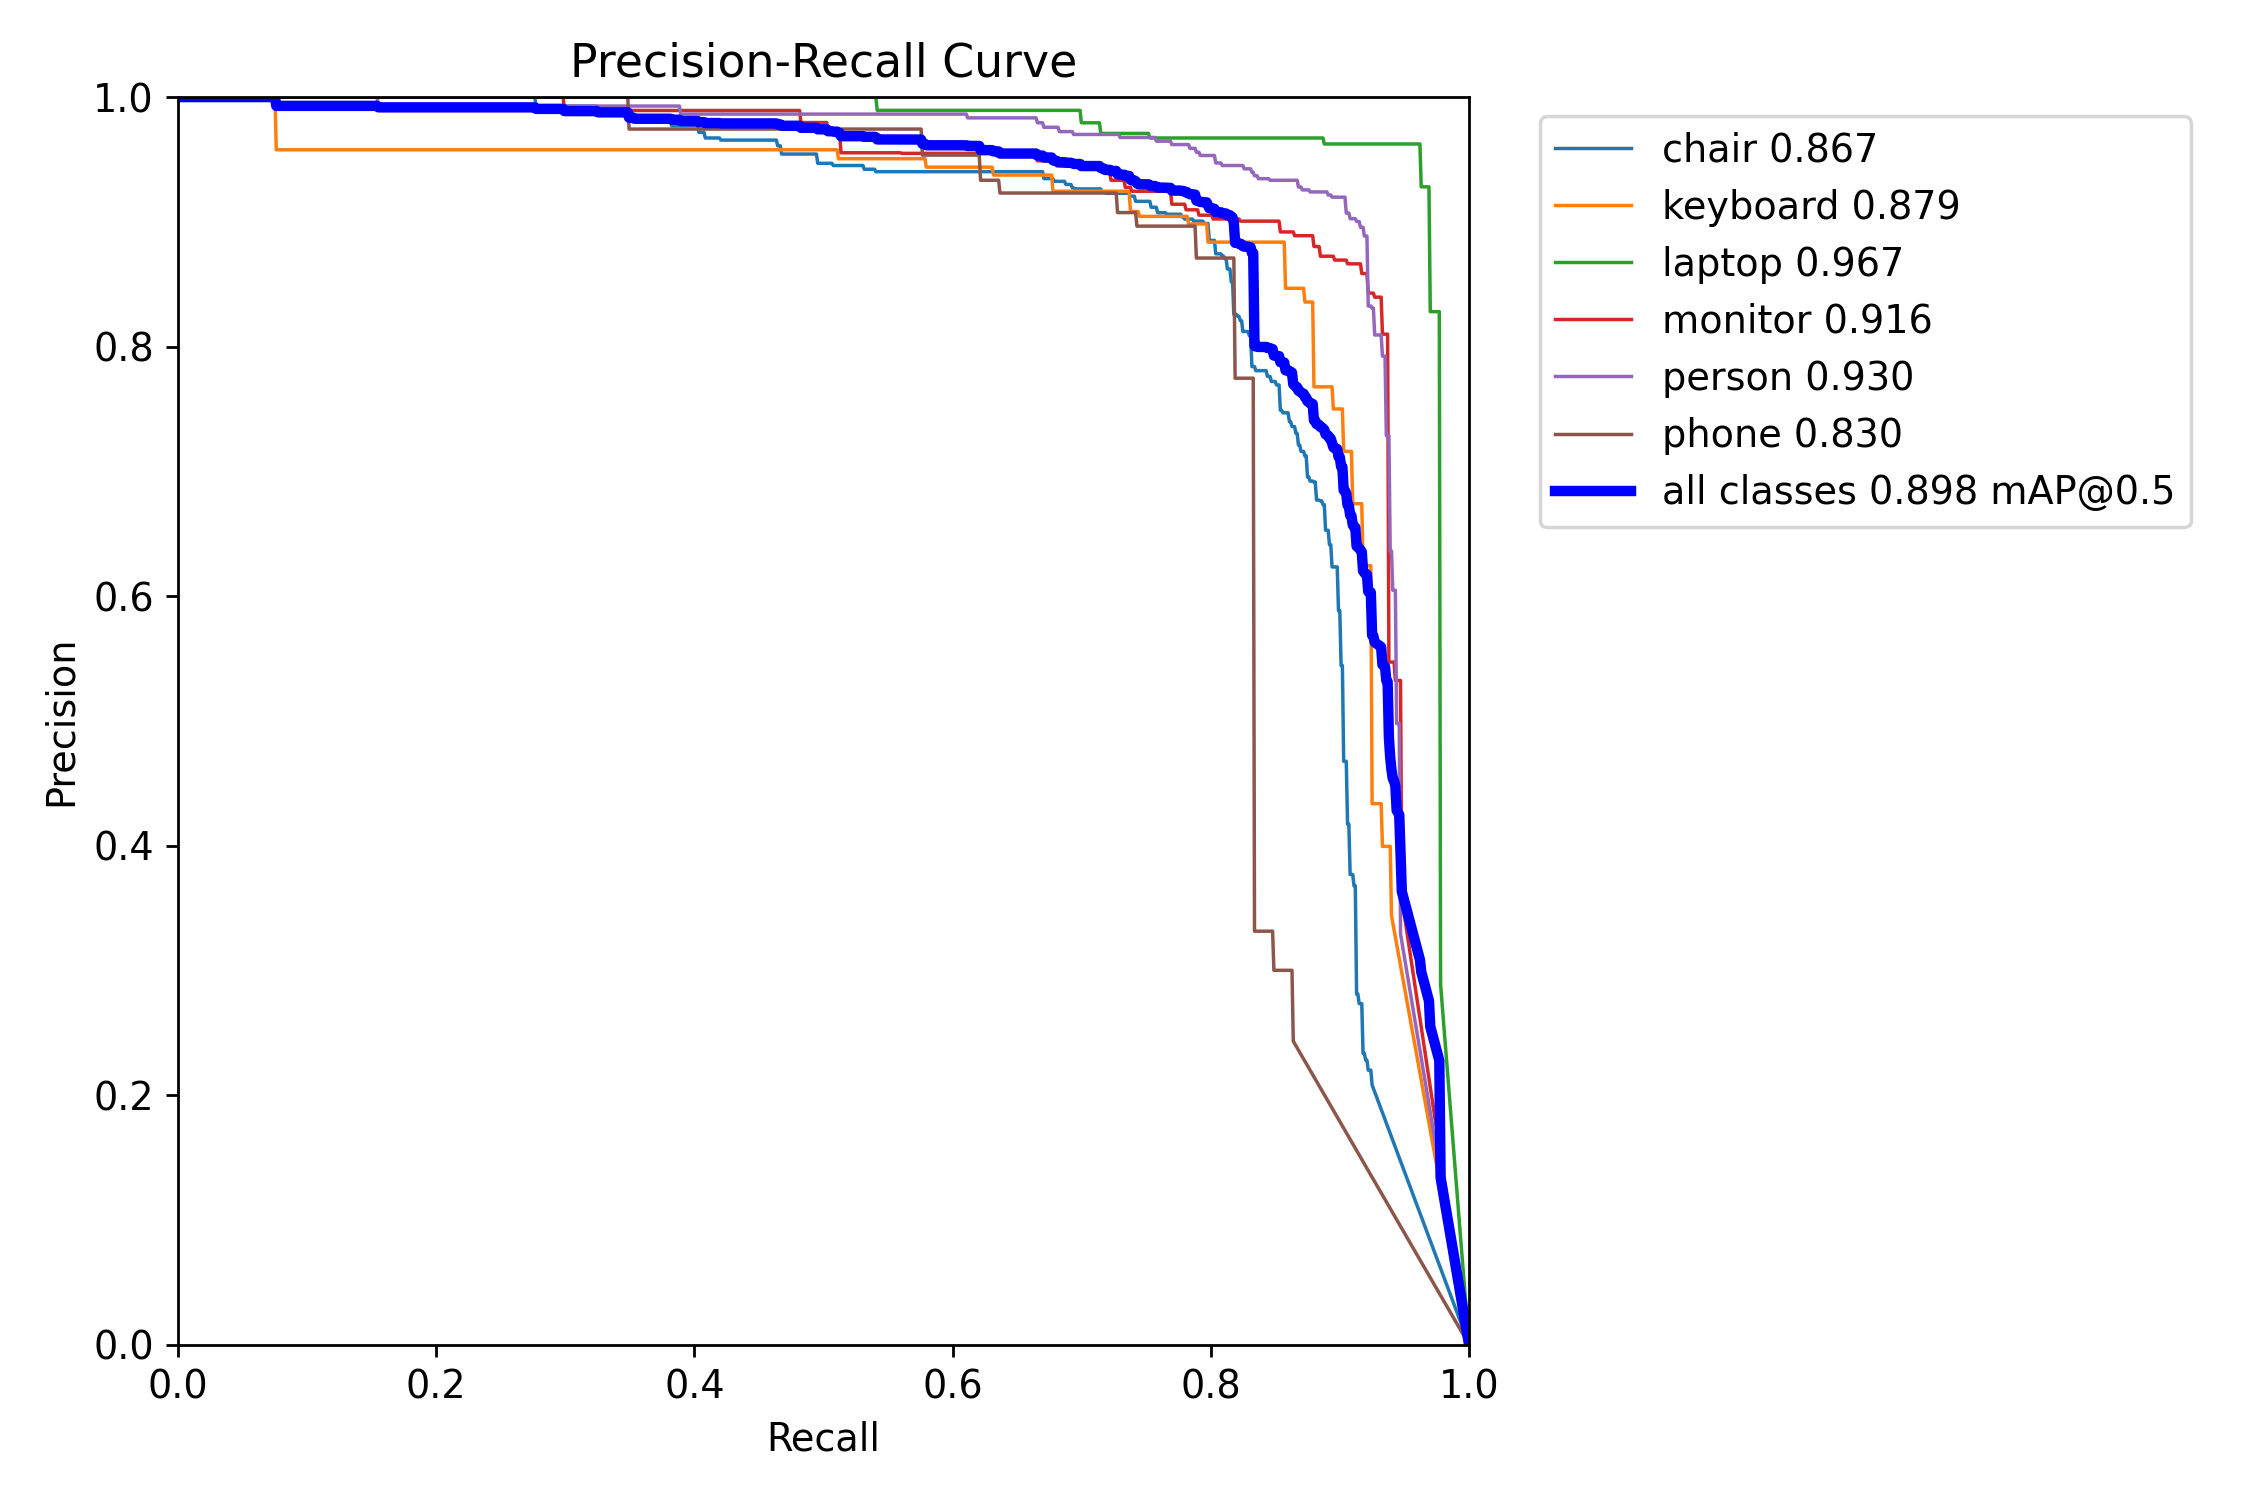 Precision-Recall Curve
1.0
0.8
0.6
0.4
0.2
0.0
Precision
0.0 0.2 0.4 0.6 0.8 1.0
Recall
chair 0.867
keyboard 0.879
laptop 0.967
monitor 0.916
person 0.930
phone 0.830
all classes 0.898 mAP@0.5